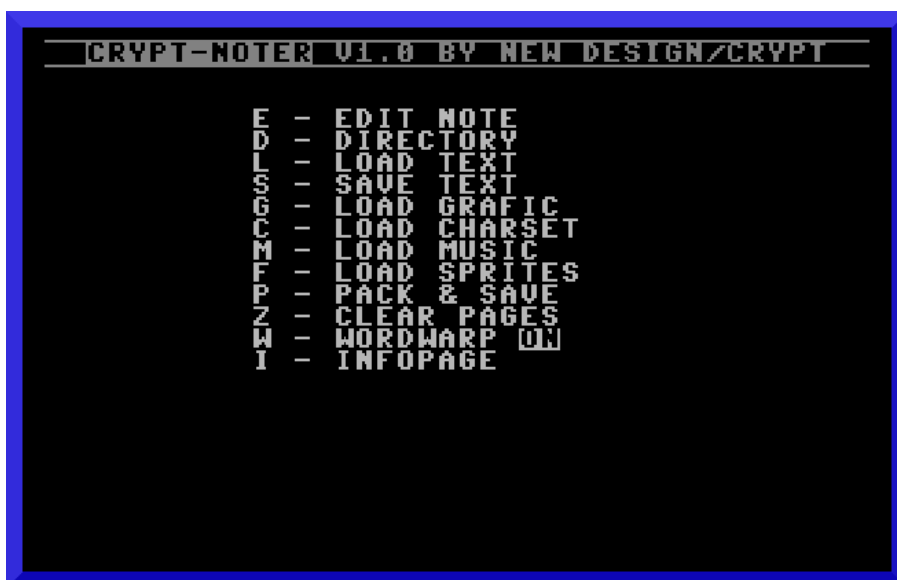 CRYPT-NOTER V1.0 BY NEW DESIGN/CRYPT
E - EDIT NOTE
D - DIRECTORY
L - LOAD TEXT
S - SAVE TEXT
G - LOAD GRAFIC
C - LOAD CHARSET
M - LOAD MUSIC
F - LOAD SPRITES
P - PACK & SAVE
Z - CLEAR PAGES
W - WORDWARP ON
I - INFOPAGE